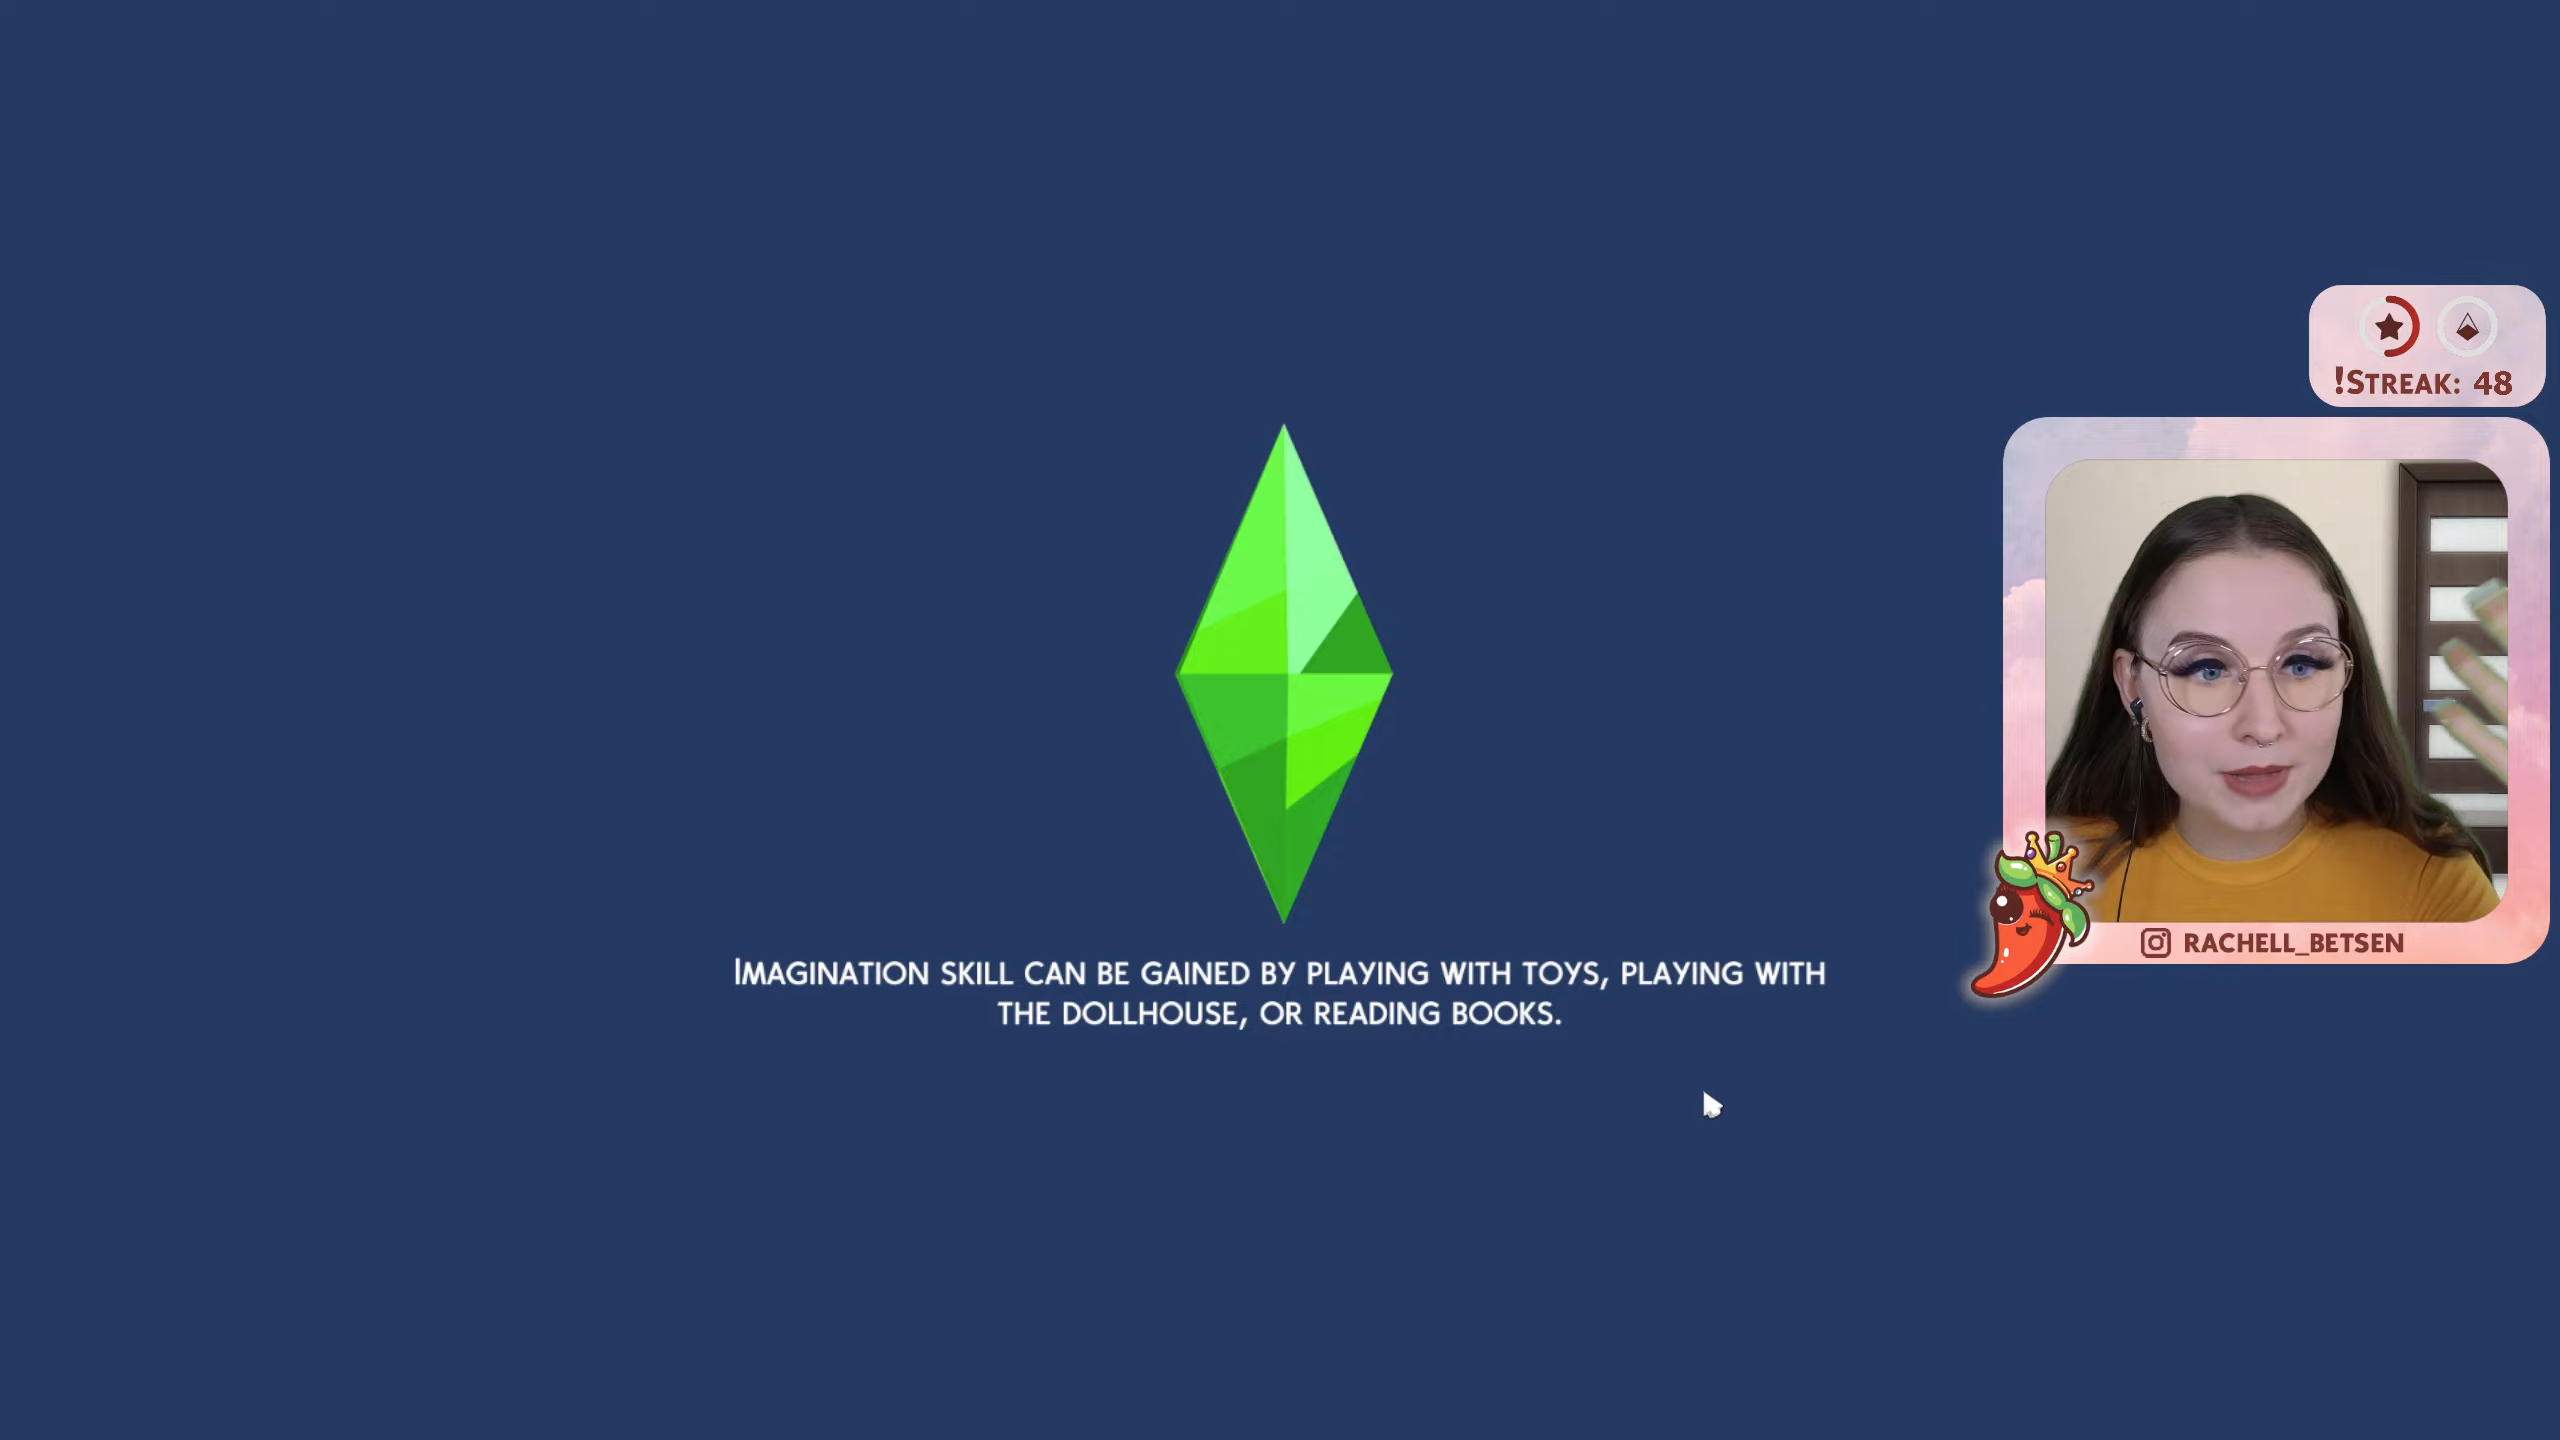 !STREAK: 48
RACHELL_BETSEN
IMAGINATION SKILL CAN BE GAINED BY PLAYING WITH TOYS, PLAYING WITH
THE DOLLHOUSE, OR READING BOOKS.